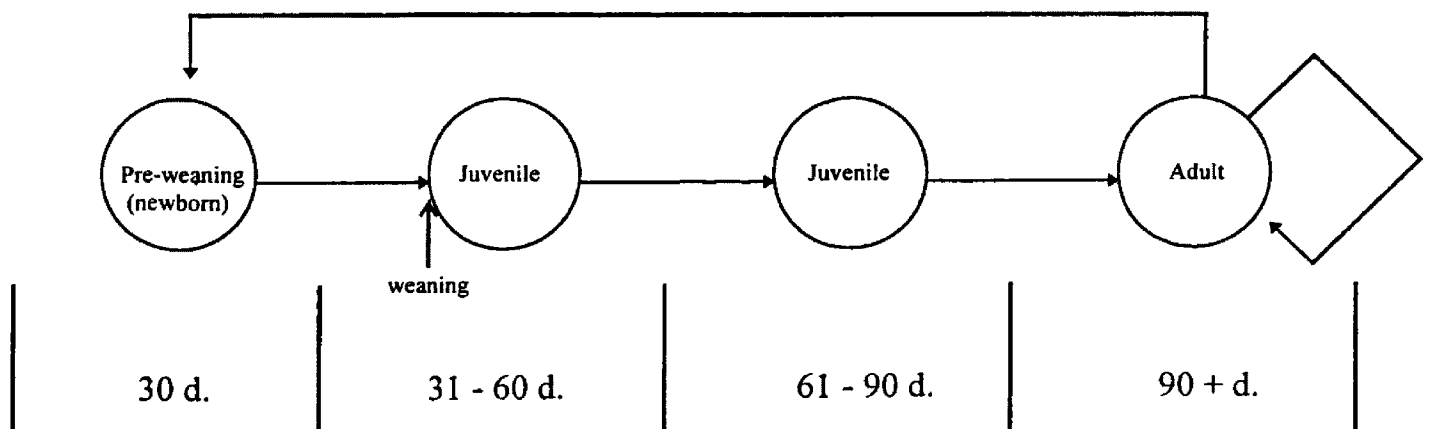 Pre-weaning
(newborn)
Juvenile
Juvenile
Adult
weaning
30 d.
31 - 60 d.
61 - 90 d.
90 + d.